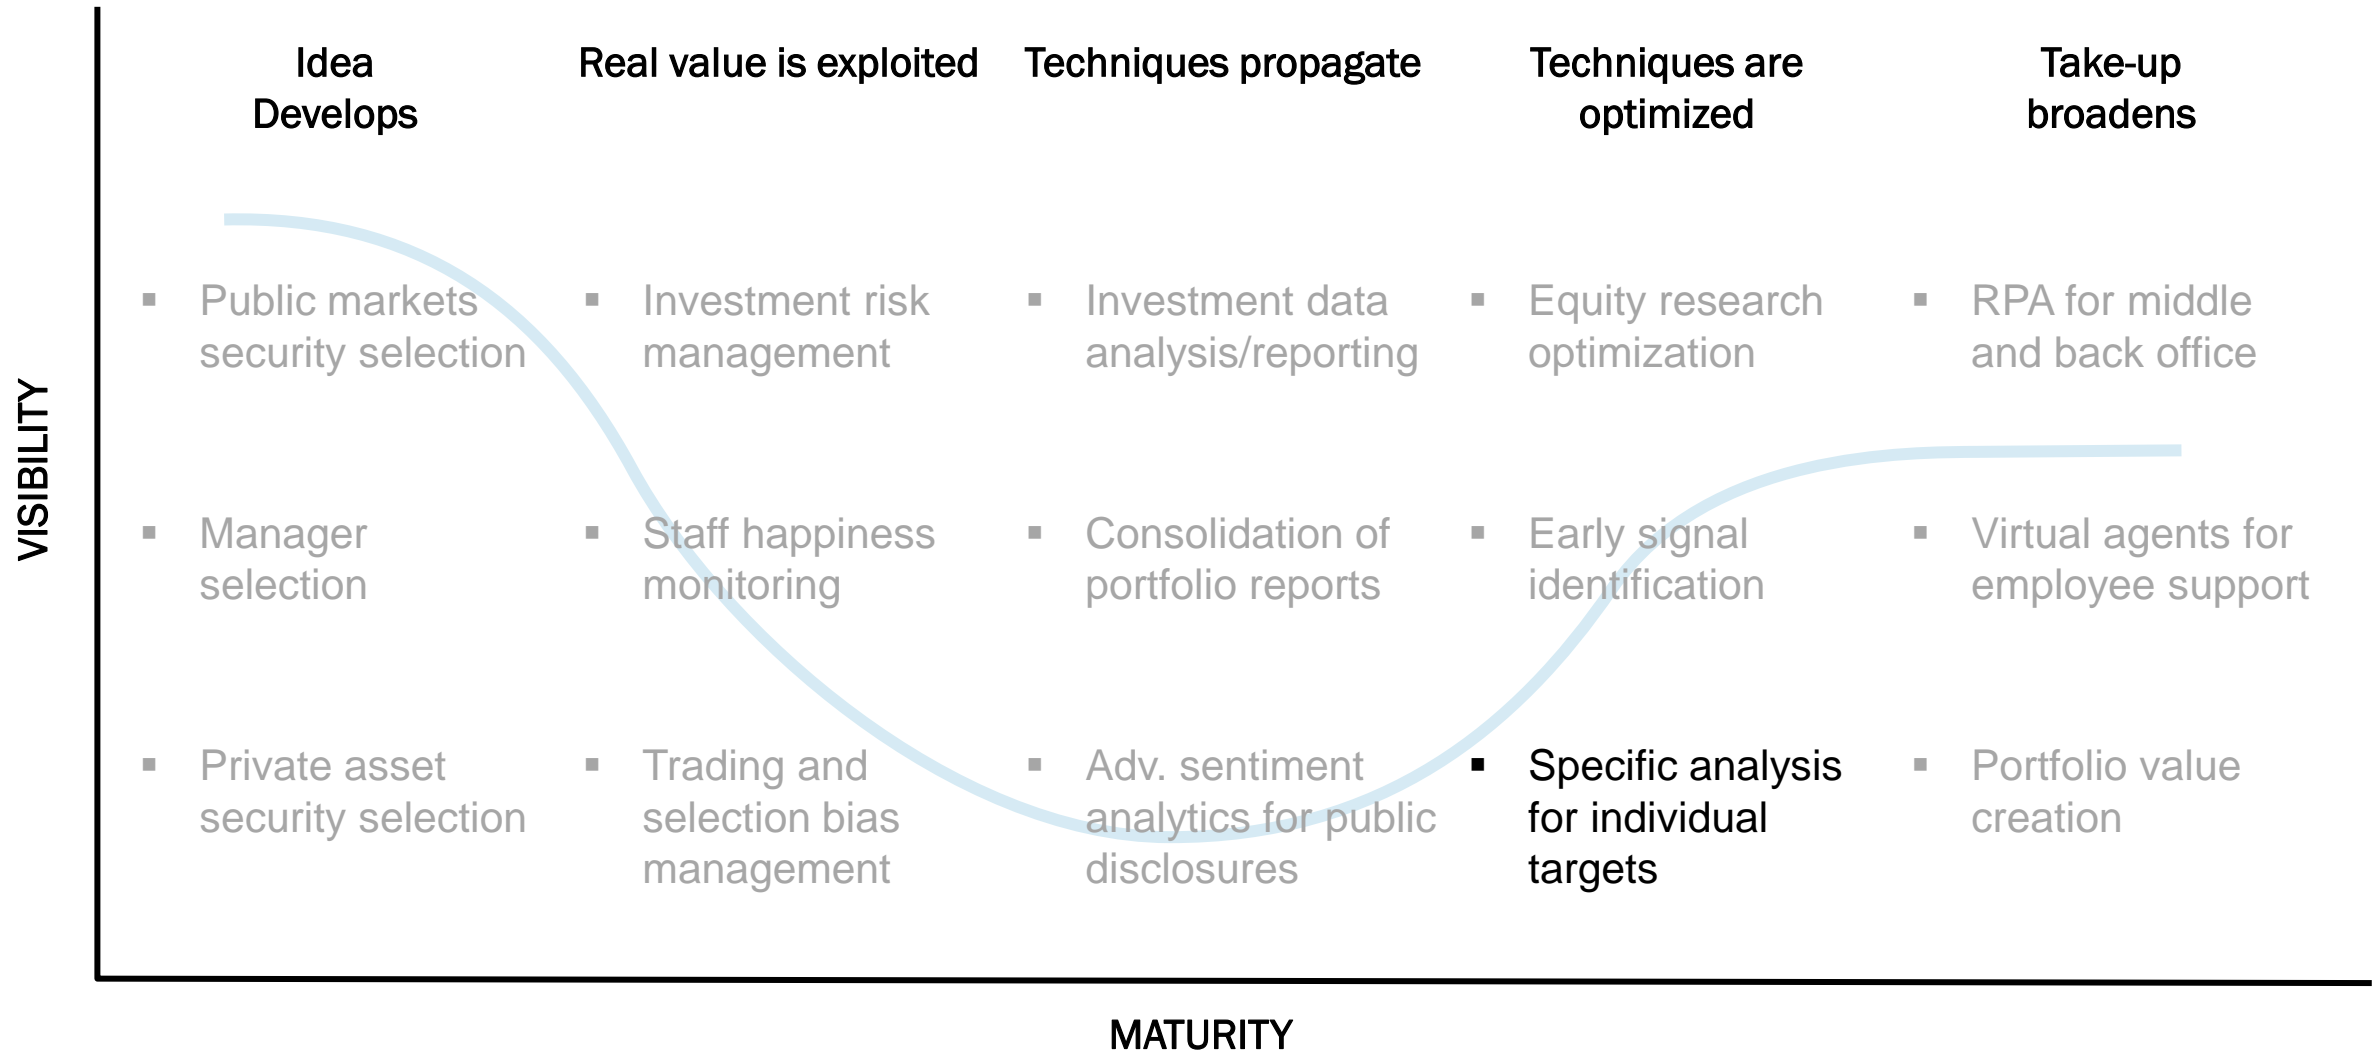 Idea
Develops
Real value is exploited
Techniques propagate
Techniques are
optimized
Take-up
broadens
VISIBILITY
▪ Public markets
security selection
▪ Manager
selection
▪ Private asset
security selection
▪ Investment risk
management
▪ Staff happiness
monitoring
▪ Trading and
selection bias
management
▪ Investment data
analysis/reporting
▪ Consolidation of
portfolio reports
▪ Adv. sentiment
analytics for public
disclosures
▪ Equity research
optimization
▪ Early signal
identification
▪ Specific analysis
for individual
targets
▪ RPA for middle
and back office
▪ Virtual agents for
employee support
▪ Portfolio value
creation
MATURITY